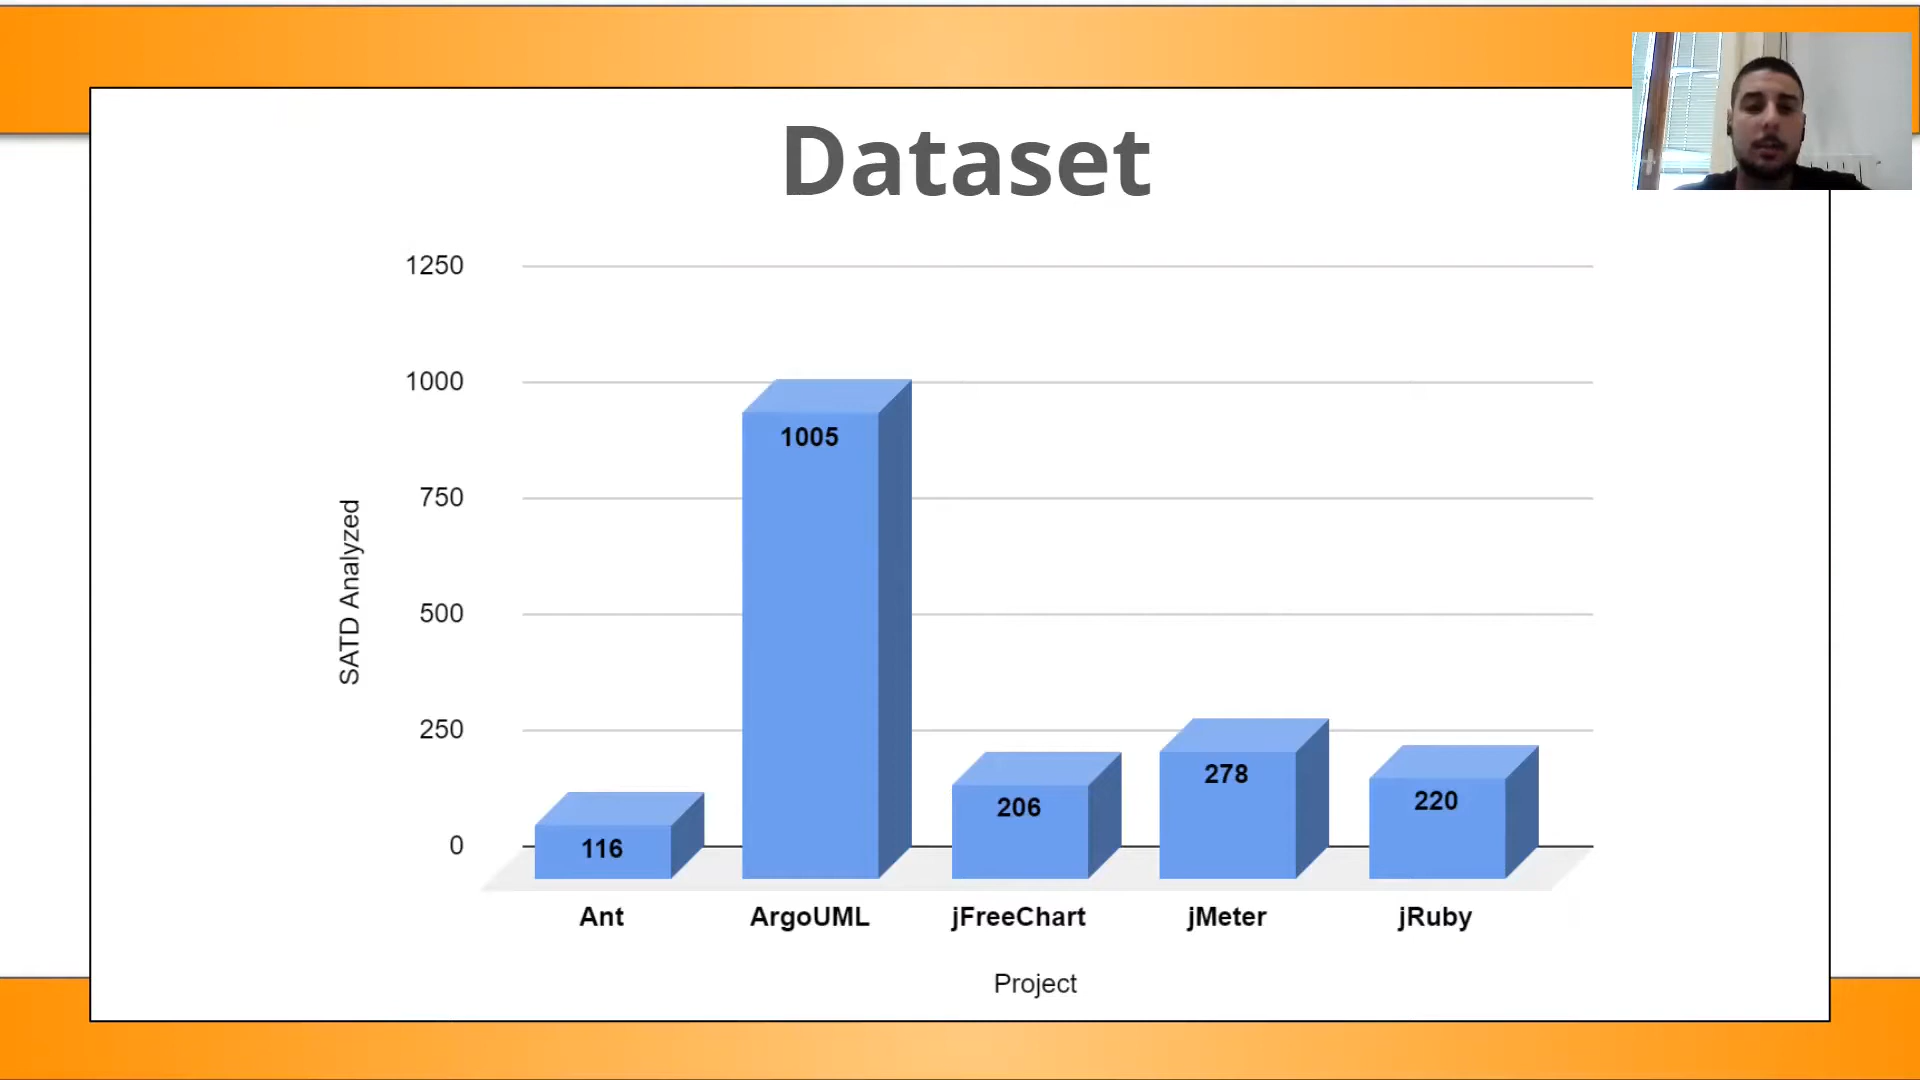 Dataset
1250
1000
750
500
250
0
SATD Analyzed
116
1005
206
278
220
Ant
ArgoUML
jFreeChart
jMeter
jRuby
Project